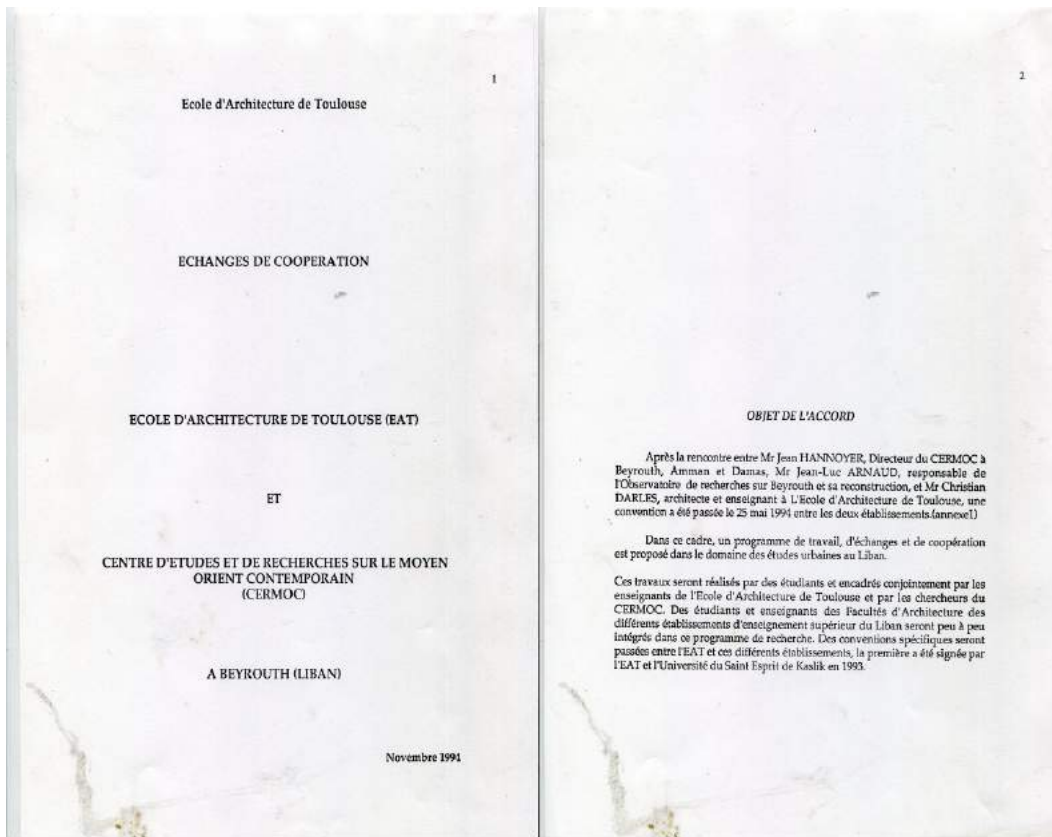 1
Ecole d'Architecture de Toulouse
ECHANGES DE COOPERATION
ECOLE D'ARCHITECTURE DE TOULOUSE (EAT)
ET
CENTRE D'ETUDES ET DE RECHERCHES SUR LE MOYEN
ORIENT CONTEMPORAIN
(CERMOC)
A BEYROUTH (LIBAN)
Novembre 1994
2
OBJET DE L'ACCORD
Après la rencontre entre Mr Jean HANNOYER, Directeur du CERMOC à
Beyrouth, Amman et Damas, Mr Jean-Luc ARNAUD, responsable de
l'Observatoire de recherches sur Beyrouth et sa reconstruction, et Mr Christian
DARLES, architecte et enseignant à L'Ecole d'Architecture de Toulouse, une
convention a été passée le 25 mai 1994 entre les deux établissements.(annexe1)
Dans ce cadre, un programme de travail, d'échanges et de coopération
est proposé dans le domaine des études urbaines au Liban.
Ces travaux seront réalisés par des étudiants et encadrés conjointement par les
enseignants de l'Ecole d'Architecture de Toulouse et par les chercheurs du
CERMOC. Des étudiants et enseignants des Facultés d'Architecture des
différents établissements d'enseignement supérieur du Liban seront peu à peu
intégrés dans ce programme de recherche. Des conventions spécifiques seront
passées entre l'EAT et ces différents établissements, la première a été signée par
l'EAT et l'Université du Saint Esprit de Kaslik en 1993.